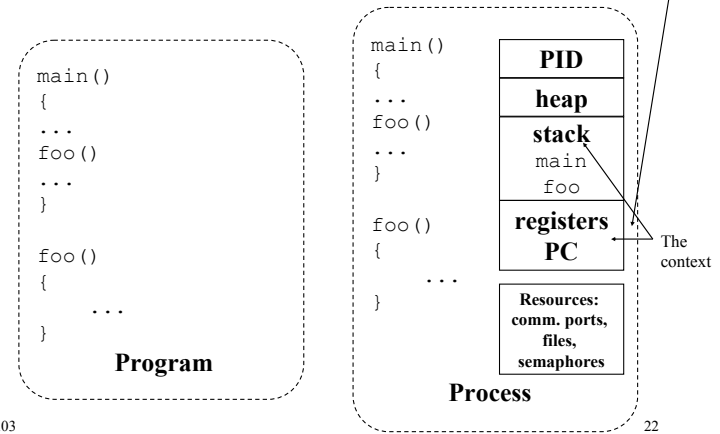 main()
{
...
foo()
...
}
foo()
{
...
}
Program
main()
{
...
foo()
...
}
foo()
{
...
}
PID
heap
stack
main
foo
registers
PC
Resources:
comm. ports,
files,
semaphores
Process
The
context
03
22